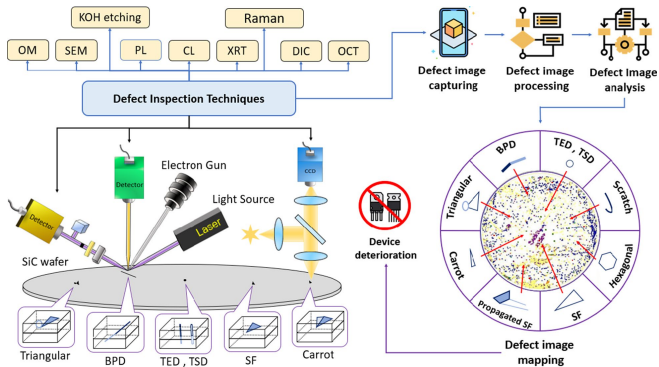 KOH etching
Raman
OM
SEM
PL
CL
XRT
DIC
OCT
Defect Inspection Techniques
Defect image
capturing
Defect image
processing
Defect Image
analysis
Detector
Electron Gun
CCD
Light Source
Detector
Laser
SiC wafer
Triangular
BPD
TED , TSD
SF
Carrot
Device
deterioration
BPD
TED , TSD
Triangular
Scratch
Carrot
Hexagonal
Propagated SF
SF
Defect image
mapping